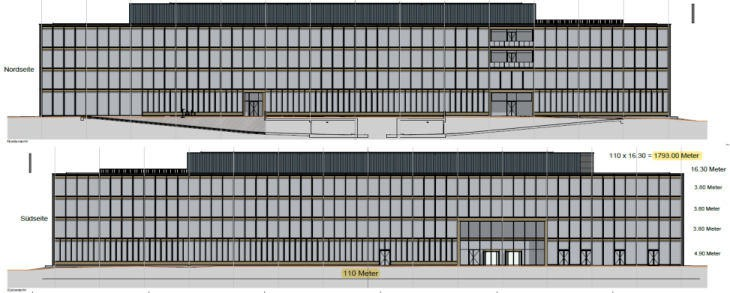 Nordseite
110 x 16.30 = 1793.00 Meter
16.30 Meter
3.80 Meter
3.80 Meter
Südseite
3.80 Meter
4.90 Meter
110 Meter